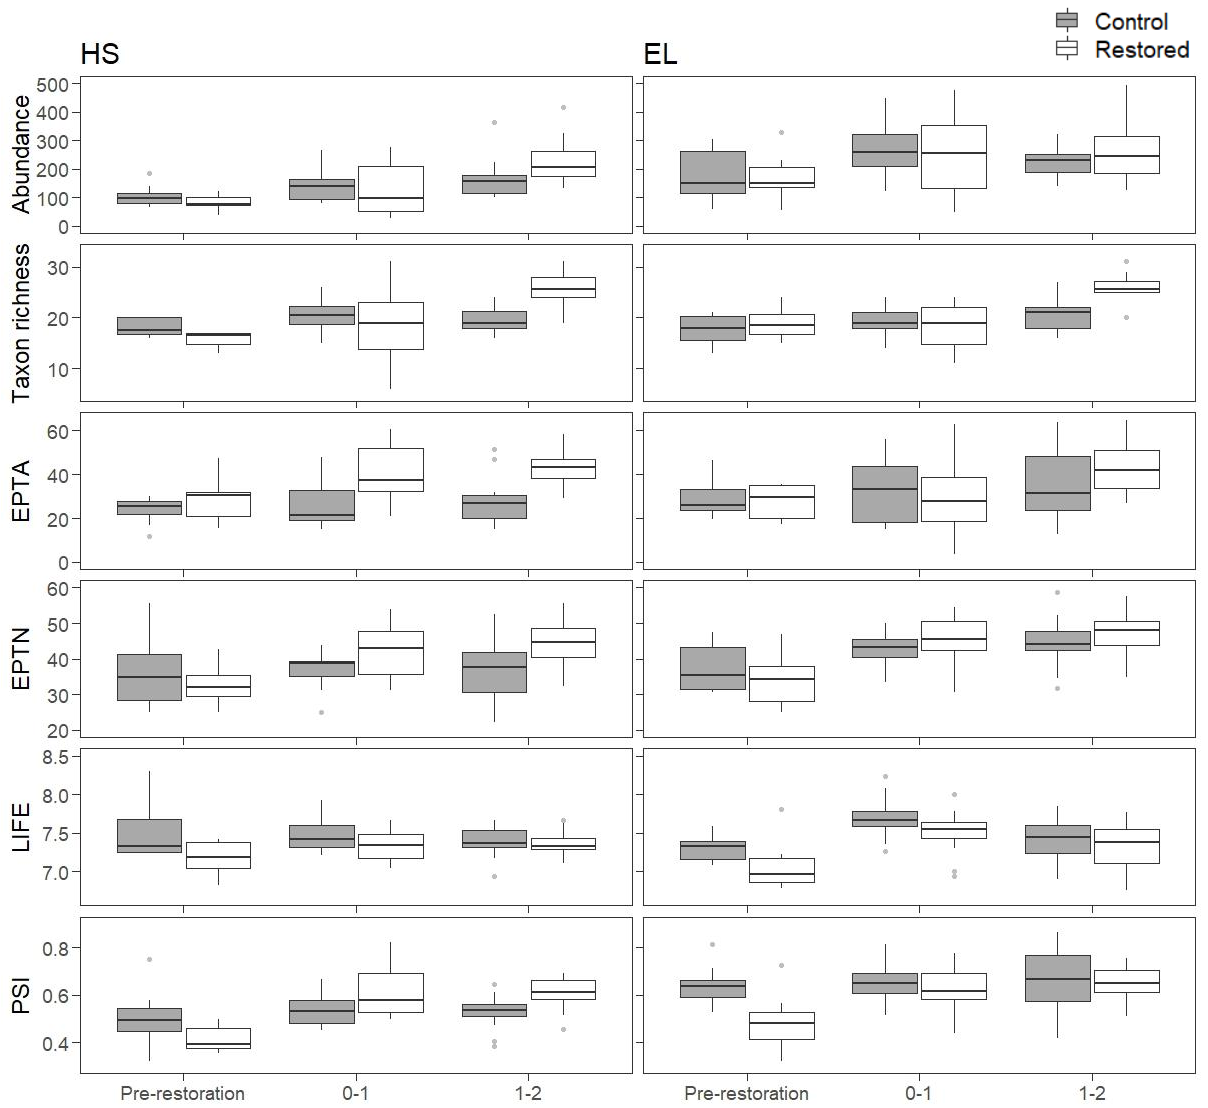 Control
Restored
HS
EL
Abundance
500
400
300
200
100
0
Taxon richness
30
20
10
EPTA
60
40
20
0
EPTN
60
50
40
30
20
LIFE
8.5
8.0
7.5
7.0
PSI
0.8
0.6
0.4
Pre-restoration 0-1 1-2 Pre-restoration 0-1 1-2